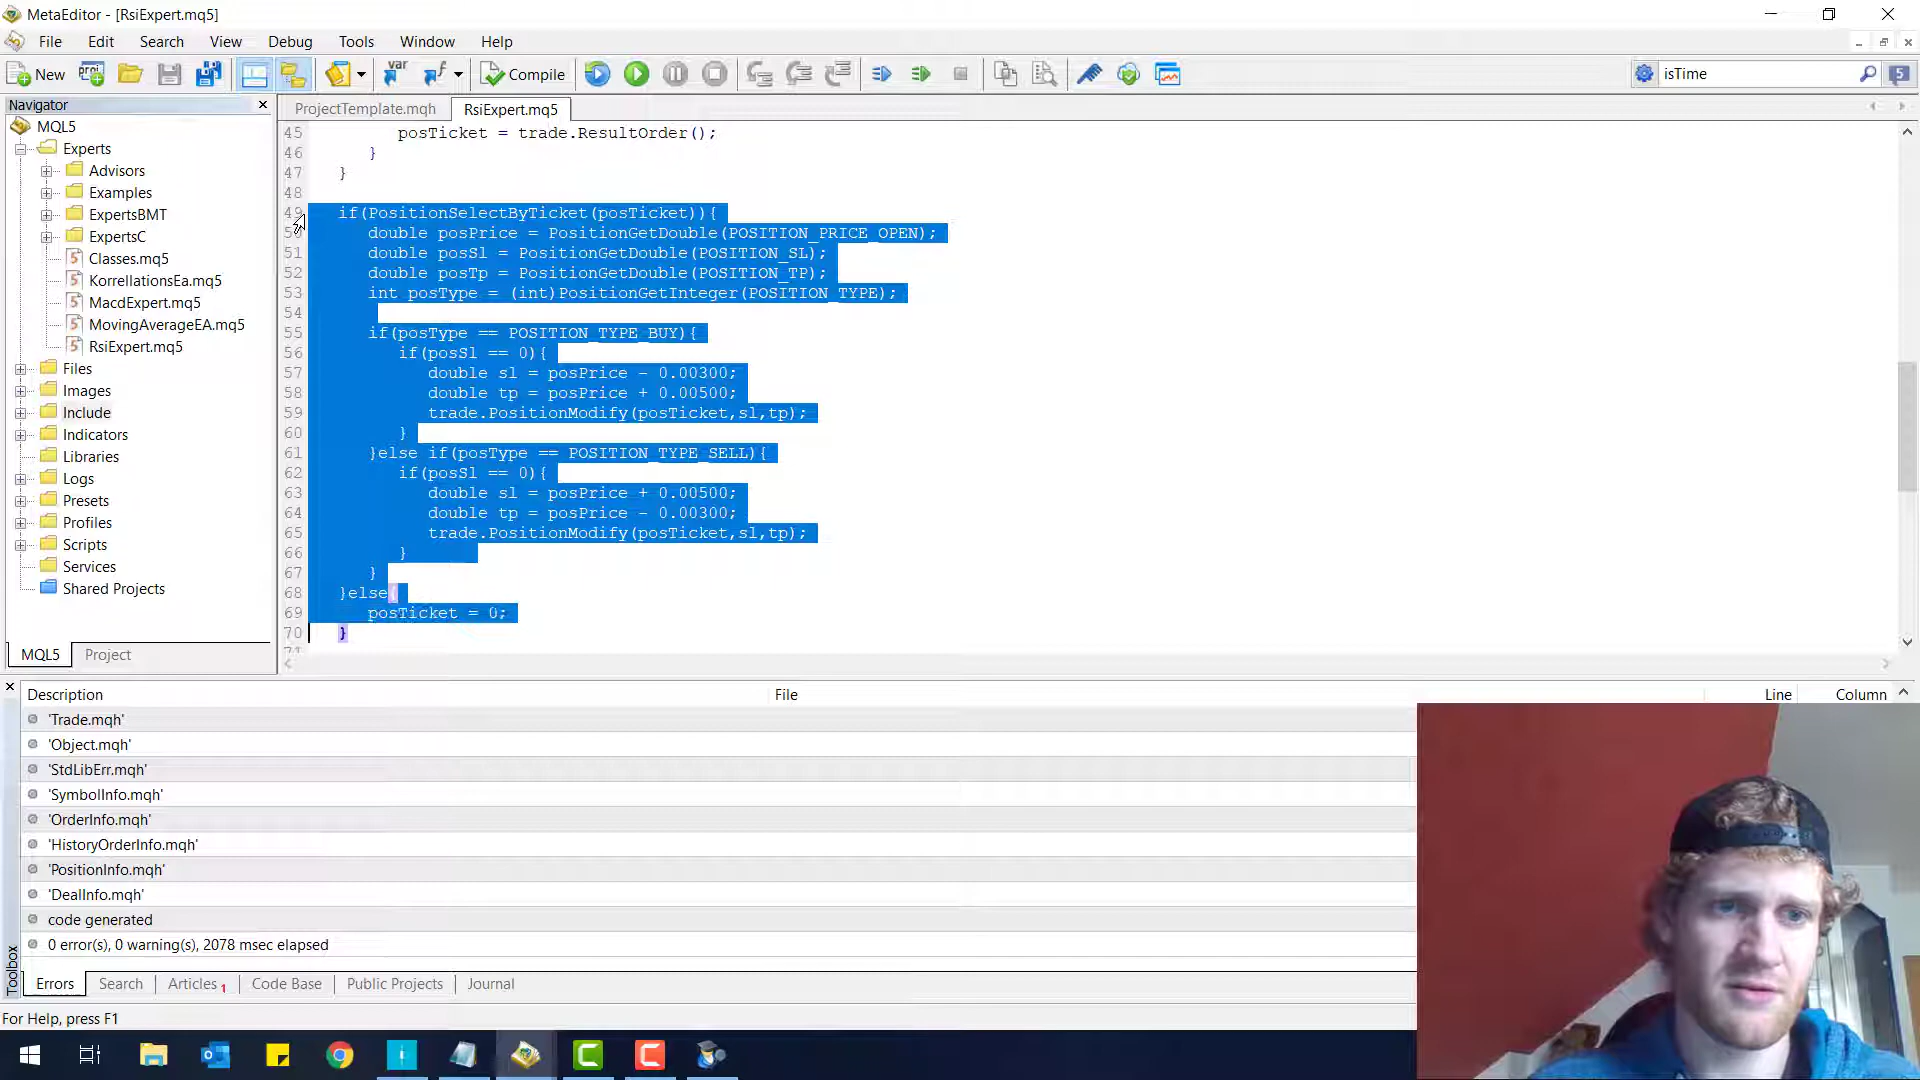 MetaEditor - [RsiExpert.mq5]
File Edit Search View Debug Tools Window Help
New Compile isTime 5
Navigator
ProjectTemplate.mqh RsiExpert.mq5
MQL5
Experts
Advisors
Examples
ExpertsBMT
ExpertsC
Classes.mq5
KorrellationsEa.mq5
MacdExpert.mq5
MovingAverageEA.mq5
RsiExpert.mq5
Files
Images
Include
Indicators
Libraries
Logs
Presets
Profiles
Scripts
Services
Shared Projects
MQL5 Project
45 posTicket = trade.ResultOrder();
46 }
47 }
48
49 if(PositionSelectByTicket(posTicket)){
50 double posPrice = PositionGetDouble(POSITION_PRICE_OPEN);
51 double posSl = PositionGetDouble(POSITION_SL);
52 double posTp = PositionGetDouble(POSITION_TP);
53 int posType = (int)PositionGetInteger(POSITION_TYPE);
54
55 if(posType == POSITION_TYPE_BUY){
56 if(posSl == 0){
57 double sl = posPrice - 0.00300;
58 double tp = posPrice + 0.00500;
59 trade.PositionModify(posTicket,sl,tp);
60 }
61 }else if(posType == POSITION_TYPE_SELL){
62 if(posSl == 0){
63 double sl = posPrice + 0.00500;
64 double tp = posPrice - 0.00300;
65 trade.PositionModify(posTicket,sl,tp);
66 }
67 }
68 }else{
69 posTicket = 0;
70 }
71
Description File Line Column
'Trade.mqh'
'Object.mqh'
'StdLibErr.mqh'
'SymbolInfo.mqh'
'OrderInfo.mqh'
'HistoryOrderInfo.mqh'
'PositionInfo.mqh'
'DealInfo.mqh'
code generated
0 error(s), 0 warning(s), 2078 msec elapsed
Toolbox
Errors Search Articles 1 Code Base Public Projects Journal
For Help, press F1